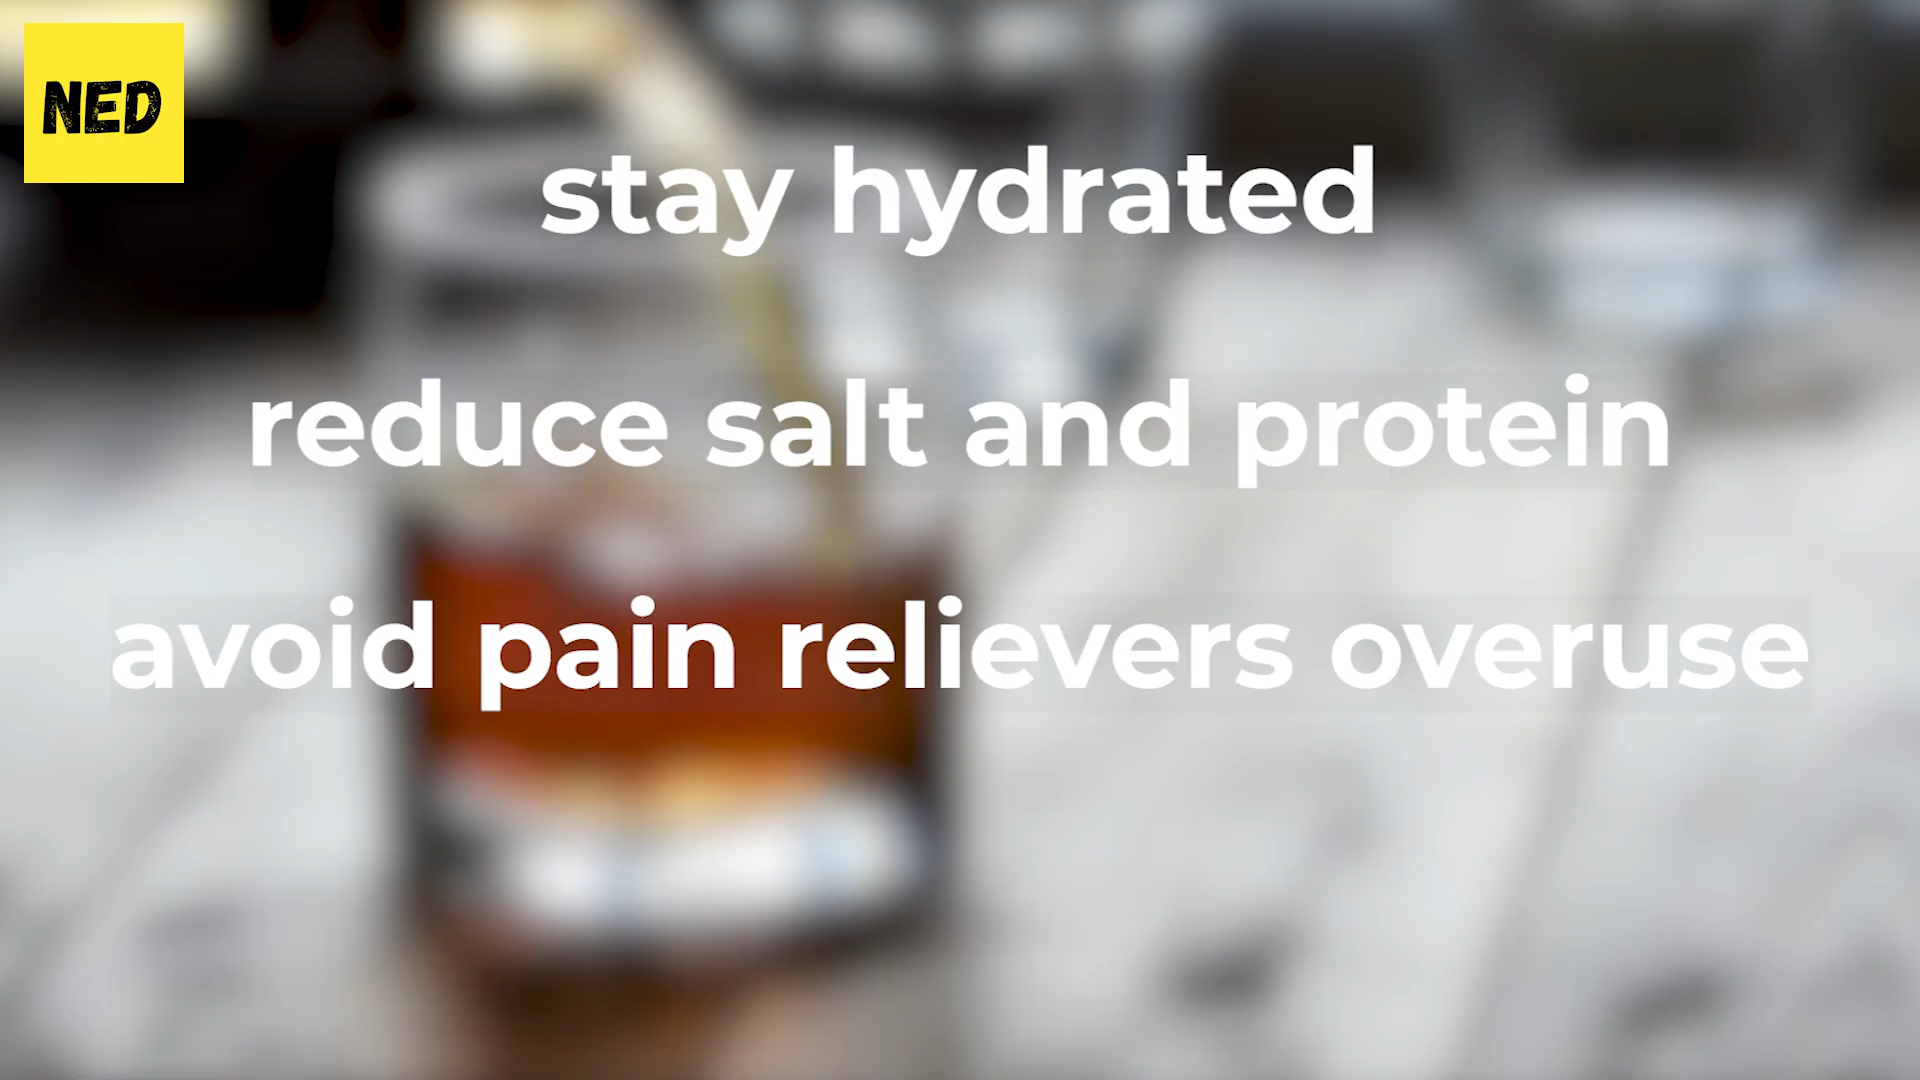 NED
stay hydrated
reduce salt and protein
avoid pain relievers overuse